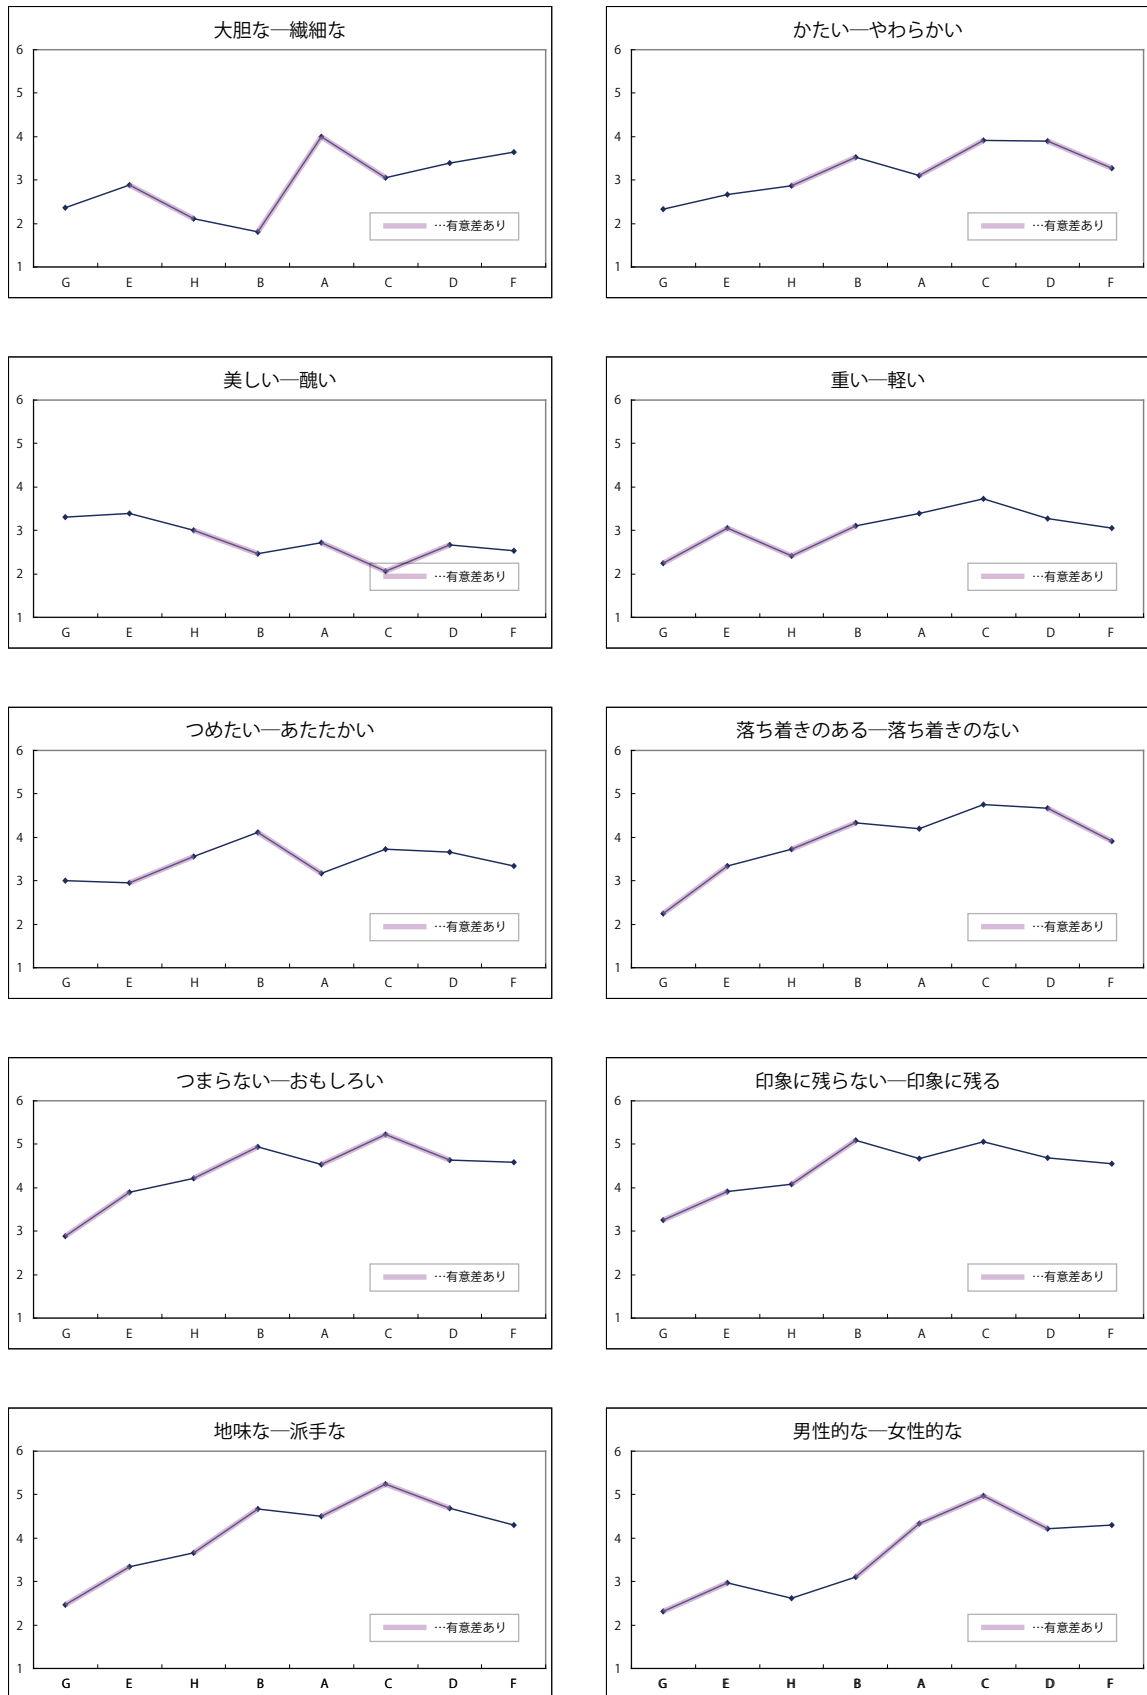 大胆な―繊細な
6
5
4
3
2
1
…有意差あり
G E H B A C D F
かたい―やわらかい
6
5
4
3
2
1
…有意差あり
G E H B A C D F
美しい―醜い
6
5
4
3
2
1
…有意差あり
G E H B A C D F
重い―軽い
6
5
4
3
2
1
…有意差あり
G E H B A C D F
つめたい―あたたかい
6
5
4
3
2
1
…有意差あり
G E H B A C D F
落ち着きのある―落ち着きのない
6
5
4
3
2
1
…有意差あり
G E H B A C D F
つまらない―おもしろい
6
5
4
3
2
1
…有意差あり
G E H B A C D F
印象に残らない―印象に残る
6
5
4
3
2
1
…有意差あり
G E H B A C D F
地味な―派手な
6
5
4
3
2
1
…有意差あり
G E H B A C D F
男性的な―女性的な
6
5
4
3
2
1
…有意差あり
G E H B A C D F